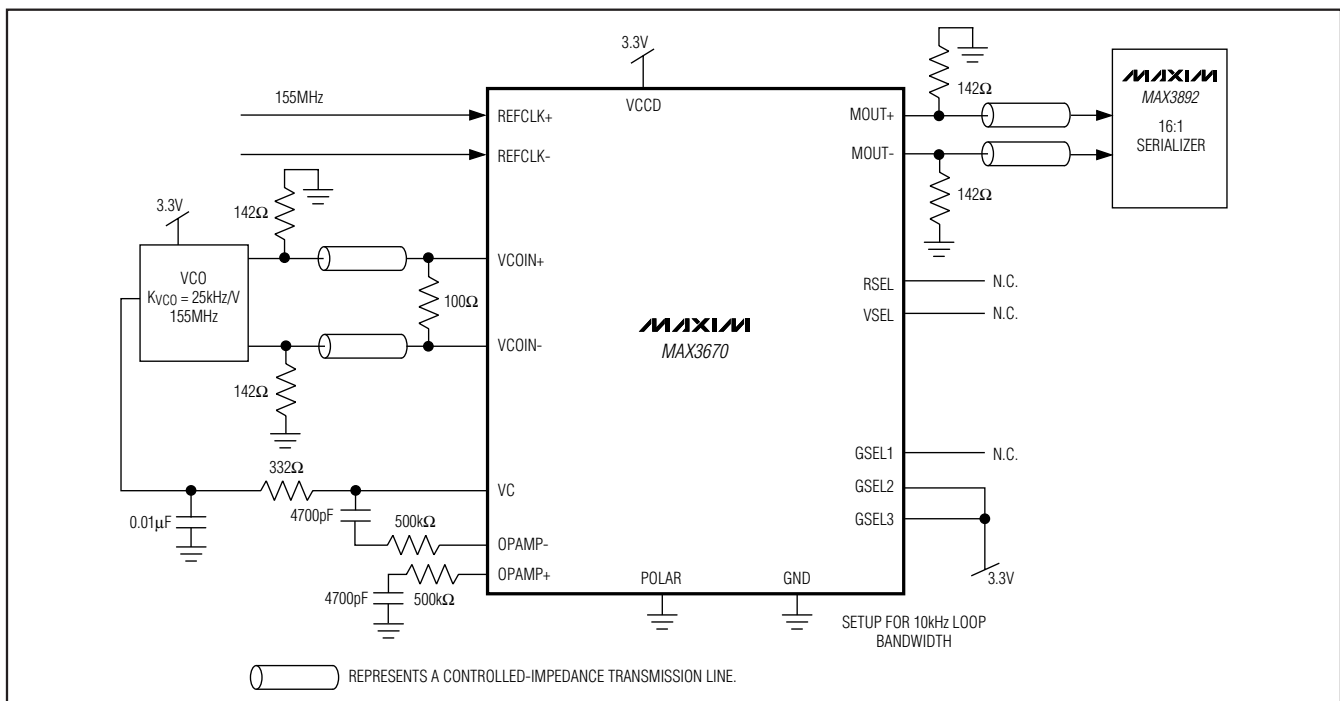 3.3V
142Ω
155MHz
REFCLK+
REFCLK-
VCCD
MOUT+
MOUT-
142Ω
MAXIM
MAX3892
16:1
SERIALIZER
3.3V
142Ω
VCO
KVCO = 25kHz/V
155MHz
VCOIN+
100Ω
VCOIN-
142Ω
MAXIM
MAX3670
RSEL
N.C.
VSEL
N.C.
GSEL1
N.C.
GSEL2
GSEL3
3.3V
332Ω
VC
0.01µF
4700pF
500kΩ
OPAMP-
OPAMP+
4700pF
500kΩ
POLAR
GND
SETUP FOR 10kHz LOOP
BANDWIDTH
REPRESENTS A CONTROLLED-IMPEDANCE TRANSMISSION LINE.